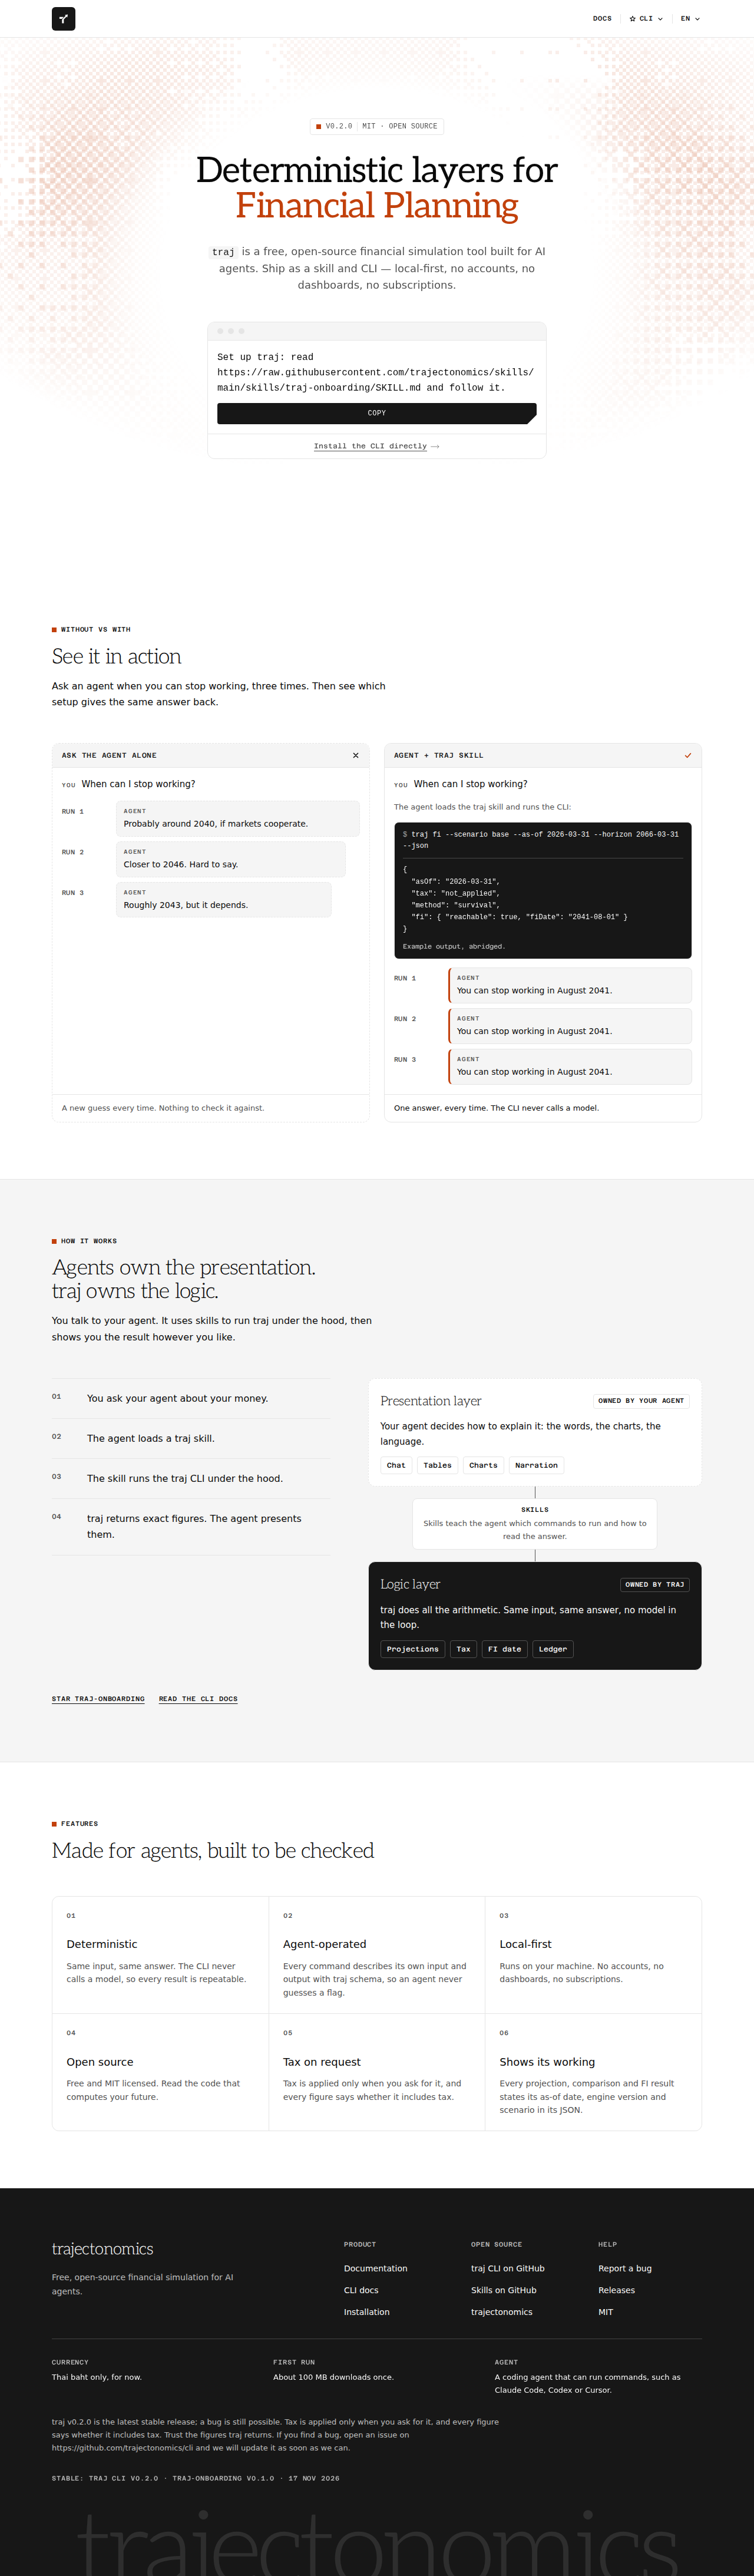 DOCS
CLI
EN
V0.2.0 | MIT · OPEN SOURCE
Deterministic layers for
Financial Planning
traj is a free, open-source financial simulation tool built for AI
agents. Ship as a skill and CLI — local-first, no accounts, no
dashboards, no subscriptions.
Set up traj: read
https://raw.githubusercontent.com/trajectonomics/skills/
main/skills/traj-onboarding/SKILL.md and follow it.
COPY
Install the CLI directly →
WITHOUT VS WITH
See it in action
Ask an agent when you can stop working, three times. Then see which
setup gives the same answer back.
ASK THE AGENT ALONE
YOU When can I stop working?
RUN 1
AGENT
Probably around 2040, if markets cooperate.
RUN 2
AGENT
Closer to 2046. Hard to say.
RUN 3
AGENT
Roughly 2043, but it depends.
A new guess every time. Nothing to check it against.
AGENT + TRAJ SKILL
YOU When can I stop working?
The agent loads the traj skill and runs the CLI:
$ traj fi --scenario base --as-of 2026-03-31 --horizon 2066-03-31
--json
{
"asOf": "2026-03-31",
"tax": "not_applied",
"method": "survival",
"fi": { "reachable": true, "fiDate": "2041-08-01" }
}
Example output, abridged.
RUN 1
AGENT
You can stop working in August 2041.
RUN 2
AGENT
You can stop working in August 2041.
RUN 3
AGENT
You can stop working in August 2041.
One answer, every time. The CLI never calls a model.
HOW IT WORKS
Agents own the presentation.
traj owns the logic.
You talk to your agent. It uses skills to run traj under the hood, then
shows you the result however you like.
01 You ask your agent about your money.
02 The agent loads a traj skill.
03 The skill runs the traj CLI under the hood.
04 traj returns exact figures. The agent presents
them.
Presentation layer
OWNED BY YOUR AGENT
Your agent decides how to explain it: the words, the charts, the
language.
Chat Tables Charts Narration
SKILLS
Skills teach the agent which commands to run and how to
read the answer.
Logic layer
OWNED BY TRAJ
traj does all the arithmetic. Same input, same answer, no model in
the loop.
Projections Tax FI date Ledger
STAR TRAJ-ONBOARDING READ THE CLI DOCS
FEATURES
Made for agents, built to be checked
01
Deterministic
Same input, same answer. The CLI never
calls a model, so every result is repeatable.
02
Agent-operated
Every command describes its own input and
output with traj schema, so an agent never
guesses a flag.
03
Local-first
Runs on your machine. No accounts, no
dashboards, no subscriptions.
04
Open source
Free and MIT licensed. Read the code that
computes your future.
05
Tax on request
Tax is applied only when you ask for it, and
every figure says whether it includes tax.
06
Shows its working
Every projection, comparison and FI result
states its as-of date, engine version and
scenario in its JSON.
trajectonomics
Free, open-source financial simulation for AI
agents.
PRODUCT
Documentation
CLI docs
Installation
OPEN SOURCE
traj CLI on GitHub
Skills on GitHub
trajectonomics
HELP
Report a bug
Releases
MIT
CURRENCY
Thai baht only, for now.
FIRST RUN
About 100 MB downloads once.
AGENT
A coding agent that can run commands, such as
Claude Code, Codex or Cursor.
traj v0.2.0 is the latest stable release; a bug is still possible. Tax is applied only when you ask for it, and every figure
says whether it includes tax. Trust the figures traj returns. If you find a bug, open an issue on
https://github.com/trajectonomics/cli and we will update it as soon as we can.
STABLE: TRAJ CLI V0.2.0 · TRAJ-ONBOARDING V0.1.0 · 17 NOV 2026
trajectonomics